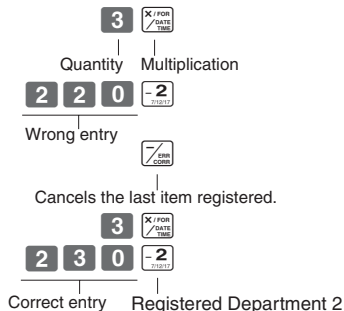 3 × / FOR / DATE TIME
Quantity Multiplication
2 2 0 - 2 7/12/17
Wrong entry
- / ERR CORR
Cancels the last item registered.
3 × / FOR / DATE TIME
2 3 0 - 2 7/12/17
Correct entry Registered Department 2